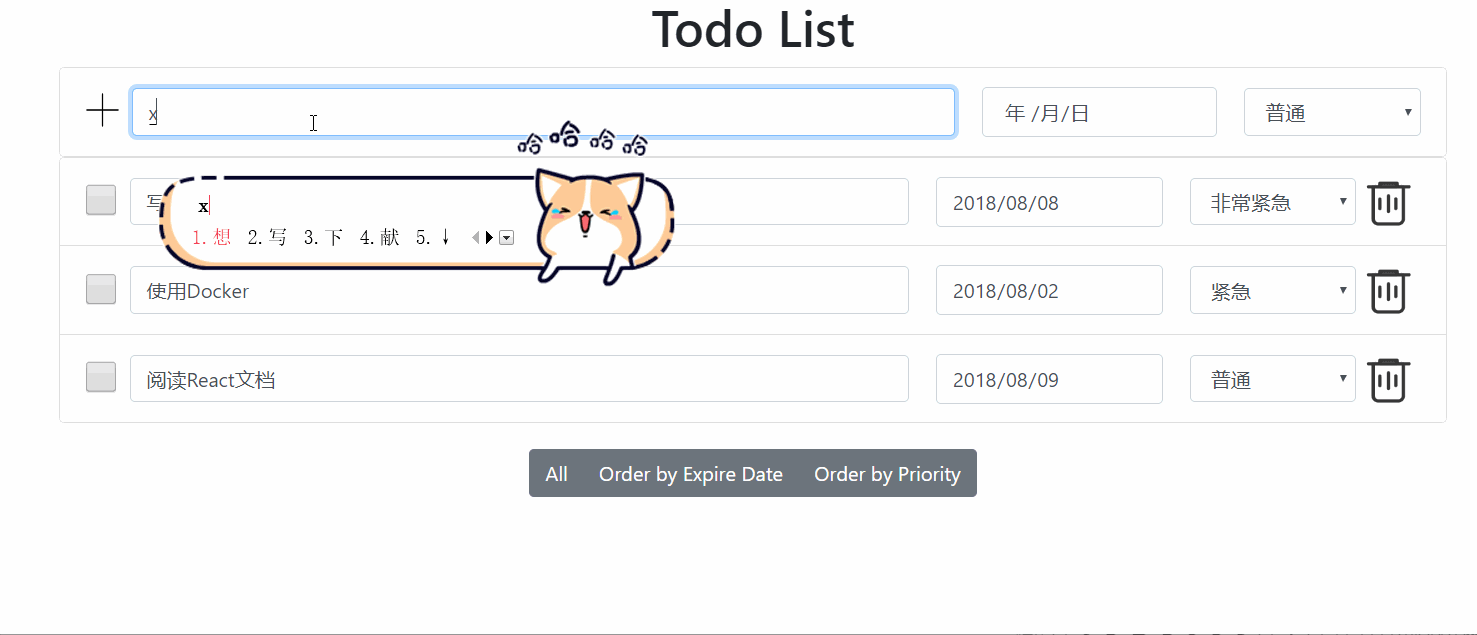 Todo List
x 年 /月/日 普通
哈 哈 哈 哈
写 2018/08/08 非常紧急
x
1.想 2.写 3.下 4.献 5.↓
使用Docker 2018/08/02 紧急
阅读React文档 2018/08/09 普通
All Order by Expire Date Order by Priority